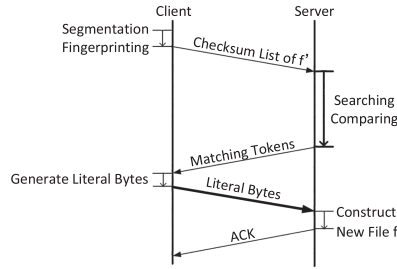 Client
Server
Segmentation
Fingerprinting
Checksum List of f'
Searching
Comparing
Matching Tokens
Generate Literal Bytes
Literal Bytes
Construct
New File f
ACK